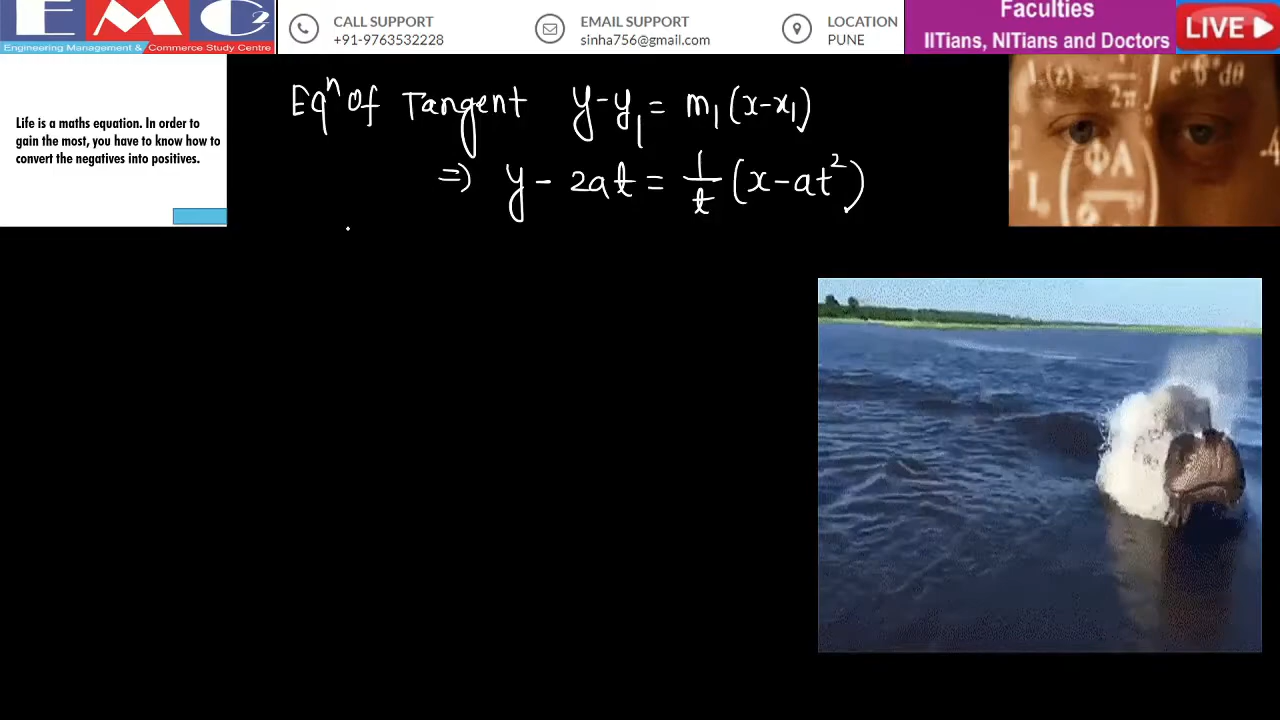 EMC2
Engineering Management & Commerce Study Centre
CALL SUPPORT
+91-9763532228
EMAIL SUPPORT
sinha756@gmail.com
LOCATION
PUNE
Faculties
IITians, NITians and Doctors
LIVE
Life is a maths equation. In order to
gain the most, you have to know how to
convert the negatives into positives.
Eqⁿ Of Tangent y-y₁ = m₁(x-x₁)
⇒ y - 2at = 1/t (x - at²)
ΦA